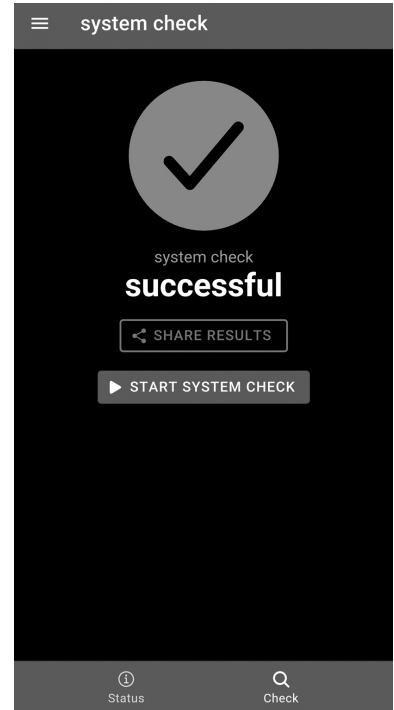 system check
system check
successful
SHARE RESULTS
START SYSTEM CHECK
Status
Check